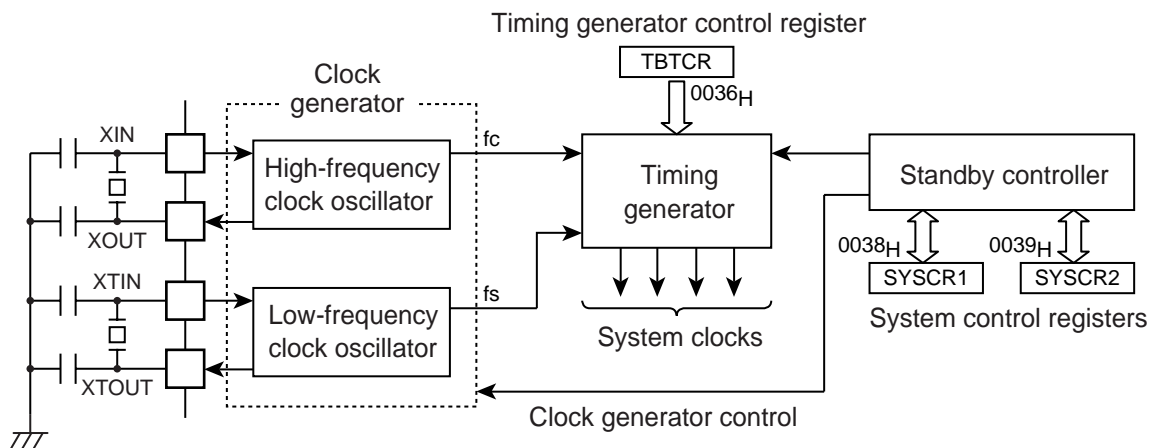 Timing generator control register
TBTCR
0036H
Clock
generator
XIN
XOUT
High-frequency
clock oscillator
fc
Timing
generator
Standby controller
0038H
0039H
SYSCR1
SYSCR2
System control registers
XTIN
XTOUT
Low-frequency
clock oscillator
fs
System clocks
Clock generator control